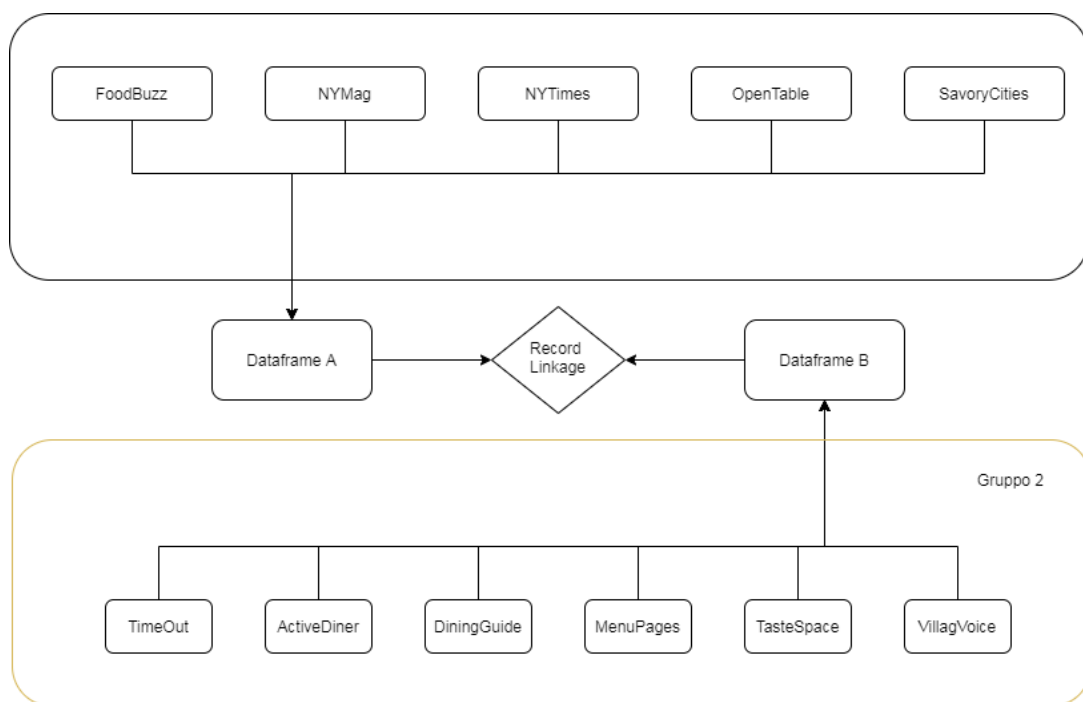 FoodBuzz
NYMag
NYTimes
OpenTable
SavoryCities
Dataframe A
Record
Linkage
Dataframe B
Gruppo 2
TimeOut
ActiveDiner
DiningGuide
MenuPages
TasteSpace
VillagVoice